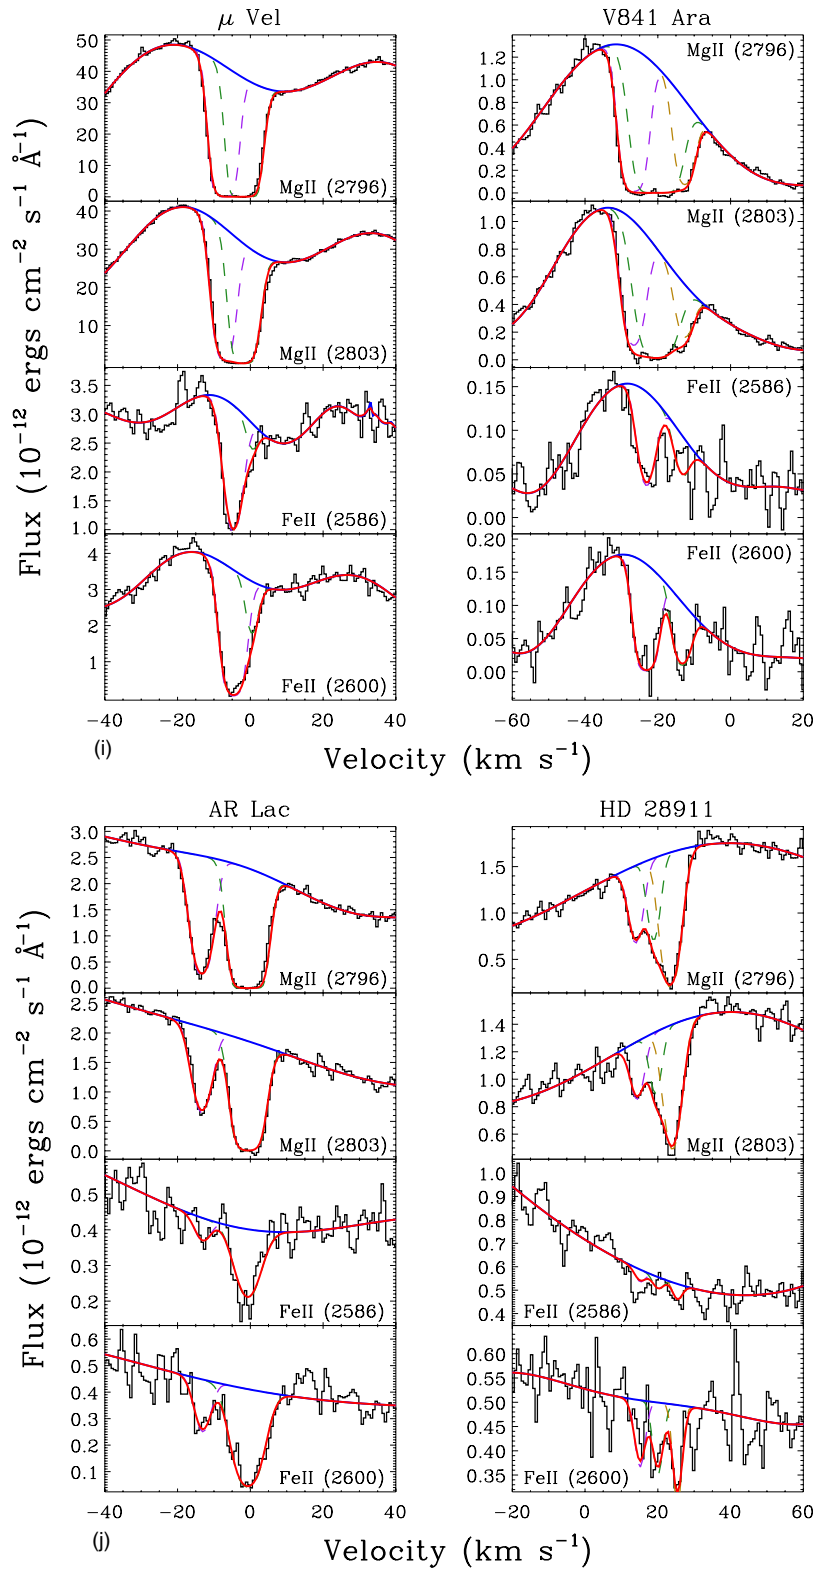 μ Vel
V841 Ara
Flux (10⁻¹² ergs cm⁻² s⁻¹ Å⁻¹)
50
40
30
20
10
0
MgII (2796)
1.2
1.0
0.8
0.6
0.4
0.2
0.0
MgII (2796)
40
30
20
10
MgII (2803)
1.0
0.8
0.6
0.4
0.2
0.0
MgII (2803)
3.5
3.0
2.5
2.0
1.5
1.0
FeII (2586)
0.15
0.10
0.05
0.00
FeII (2586)
4
3
2
1
FeII (2600)
0.20
0.15
0.10
0.05
0.00
FeII (2600)
−40 −20 0 20 40
−60 −40 −20 0 20
(i)
Velocity (km s⁻¹)
AR Lac
HD 28911
Flux (10⁻¹² ergs cm⁻² s⁻¹ Å⁻¹)
3.0
2.5
2.0
1.5
1.0
0.5
0.0
MgII (2796)
1.5
1.0
0.5
MgII (2796)
2.5
2.0
1.5
1.0
0.5
0.0
MgII (2803)
1.4
1.2
1.0
0.8
0.6
MgII (2803)
0.5
0.4
0.3
0.2
FeII (2586)
1.0
0.9
0.8
0.7
0.6
0.5
0.4
FeII (2586)
0.6
0.5
0.4
0.3
0.2
0.1
FeII (2600)
0.60
0.55
0.50
0.45
0.40
0.35
FeII (2600)
−40 −20 0 20 40
−20 0 20 40 60
(j)
Velocity (km s⁻¹)